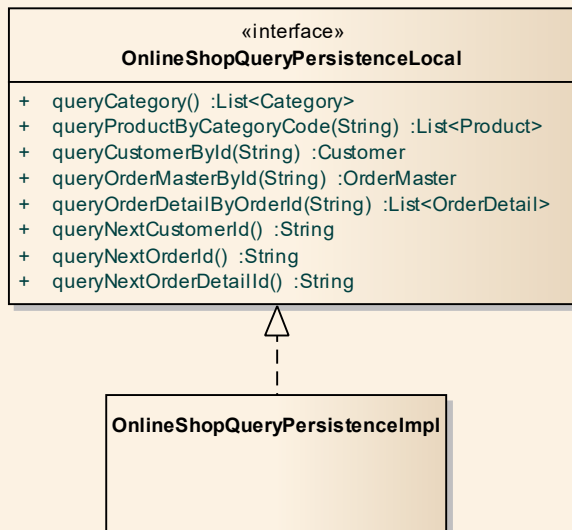 «interface»
OnlineShopQueryPersistenceLocal
+ queryCategory() :List<Category>
+ queryProductByCategoryCode(String) :List<Product>
+ queryCustomerById(String) :Customer
+ queryOrderMasterById(String) :OrderMaster
+ queryOrderDetailByOrderId(String) :List<OrderDetail>
+ queryNextCustomerId() :String
+ queryNextOrderId() :String
+ queryNextOrderDetailId() :String
OnlineShopQueryPersistenceImpl